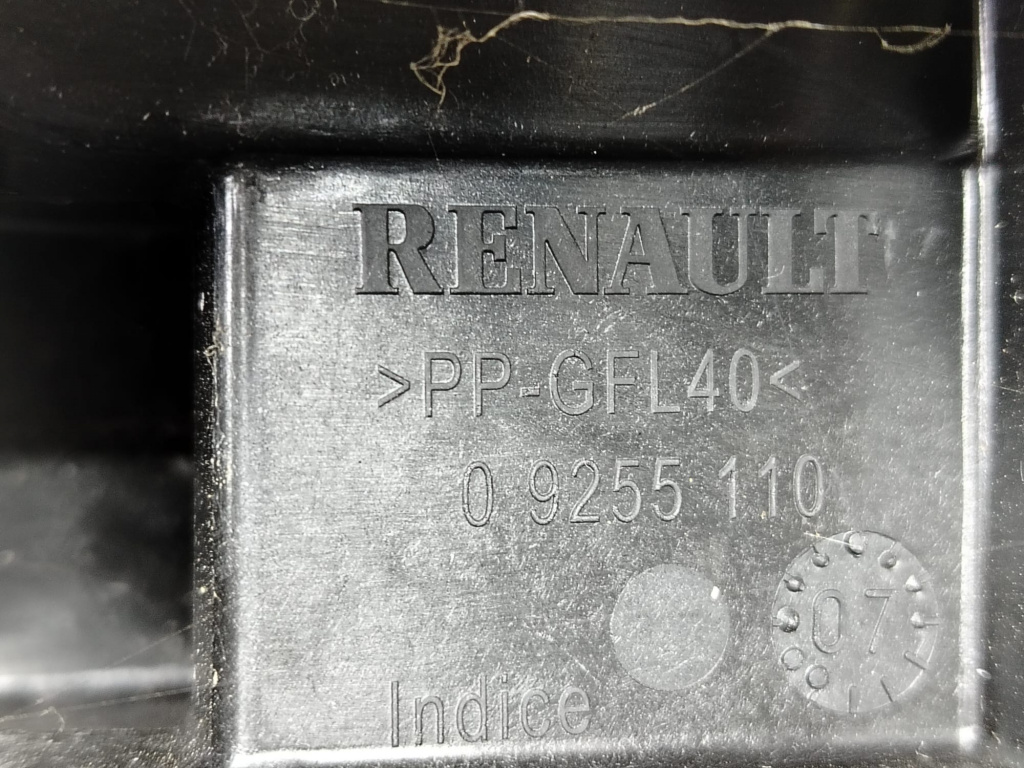 RENAULT
>PP-GFL40<
0 9255 110
07
Indice